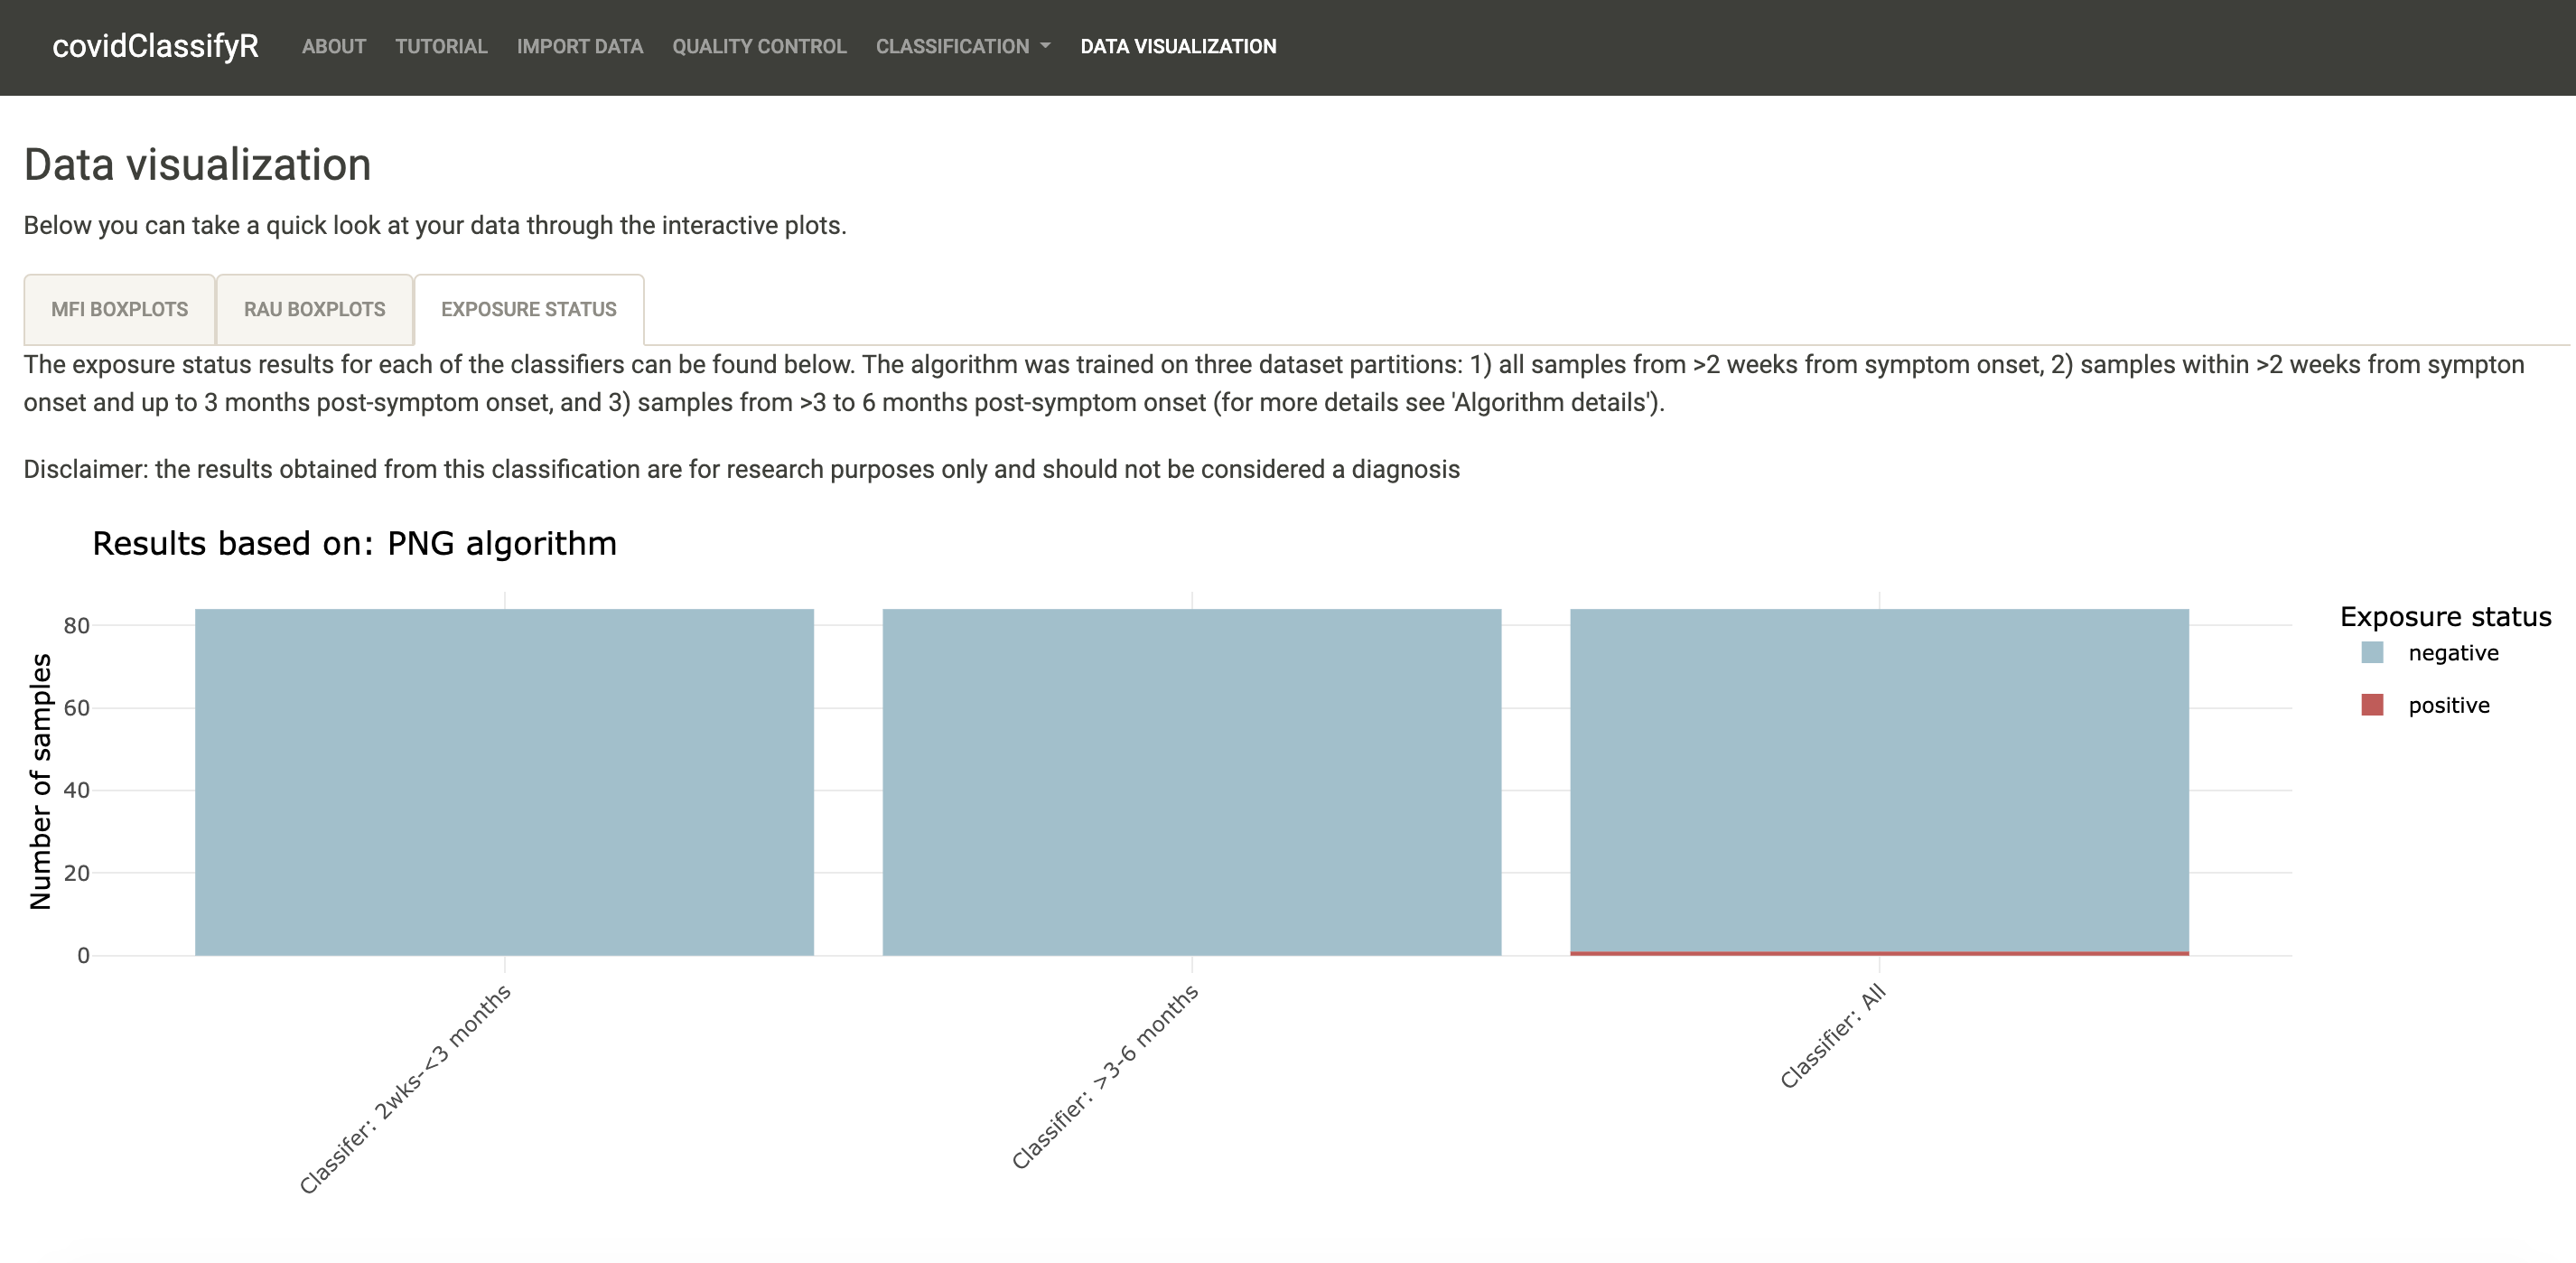 covidClassifyR ABOUT TUTORIAL IMPORT DATA QUALITY CONTROL CLASSIFICATION DATA VISUALIZATION
Data visualization
Below you can take a quick look at your data through the interactive plots.
MFI BOXPLOTS RAU BOXPLOTS EXPOSURE STATUS
The exposure status results for each of the classifiers can be found below. The algorithm was trained on three dataset partitions: 1) all samples from >2 weeks from symptom onset, 2) samples within >2 weeks from sympton
onset and up to 3 months post-symptom onset, and 3) samples from >3 to 6 months post-symptom onset (for more details see 'Algorithm details').
Disclaimer: the results obtained from this classification are for research purposes only and should not be considered a diagnosis
Results based on: PNG algorithm
Number of samples
80
60
40
20
0
Classifer: 2wks-<3 months
Classifier: >3-6 months
Classifier: All
Exposure status
negative
positive